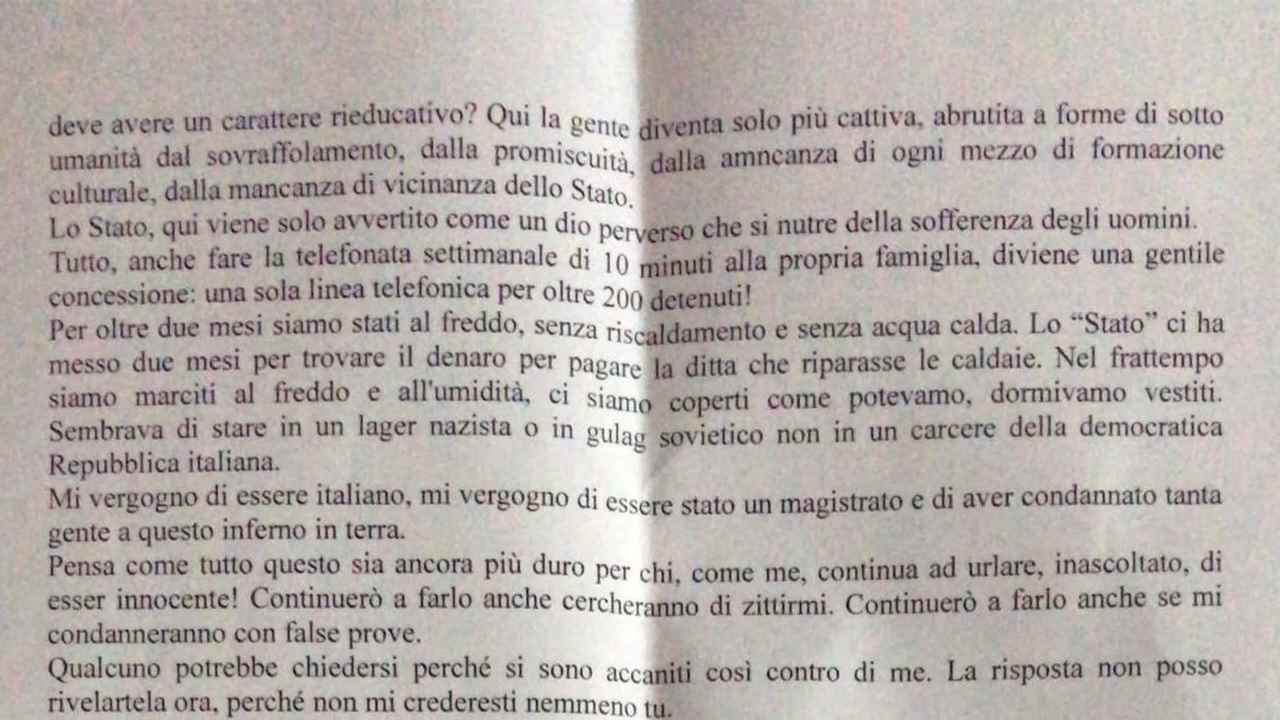 deve avere un carattere rieducativo? Qui la gente diventa solo più cattiva, abrutita a forme di sotto
umanità dal sovraffolamento, dalla promiscuità, dalla amncanza di ogni mezzo di formazione
culturale, dalla mancanza di vicinanza dello Stato.
Lo Stato, qui viene solo avvertito come un dio perverso che si nutre della sofferenza degli uomini.
Tutto, anche fare la telefonata settimanale di 10 minuti alla propria famiglia, diviene una gentile
concessione: una sola linea telefonica per oltre 200 detenuti!
Per oltre due mesi siamo stati al freddo, senza riscaldamento e senza acqua calda. Lo “Stato” ci ha
messo due mesi per trovare il denaro per pagare la ditta che riparasse le caldaie. Nel frattempo
siamo marciti al freddo e all'umidità, ci siamo coperti come potevamo, dormivamo vestiti.
Sembrava di stare in un lager nazista o in gulag sovietico non in un carcere della democratica
Repubblica italiana.
Mi vergogno di essere italiano, mi vergogno di essere stato un magistrato e di aver condannato tanta
gente a questo inferno in terra.
Pensa come tutto questo sia ancora più duro per chi, come me, continua ad urlare, inascoltato, di
esser innocente! Continuerò a farlo anche cercheranno di zittirmi. Continuerò a farlo anche se mi
condanneranno con false prove.
Qualcuno potrebbe chiedersi perché si sono accaniti così contro di me. La risposta non posso
rivelartela ora, perché non mi crederesti nemmeno tu.